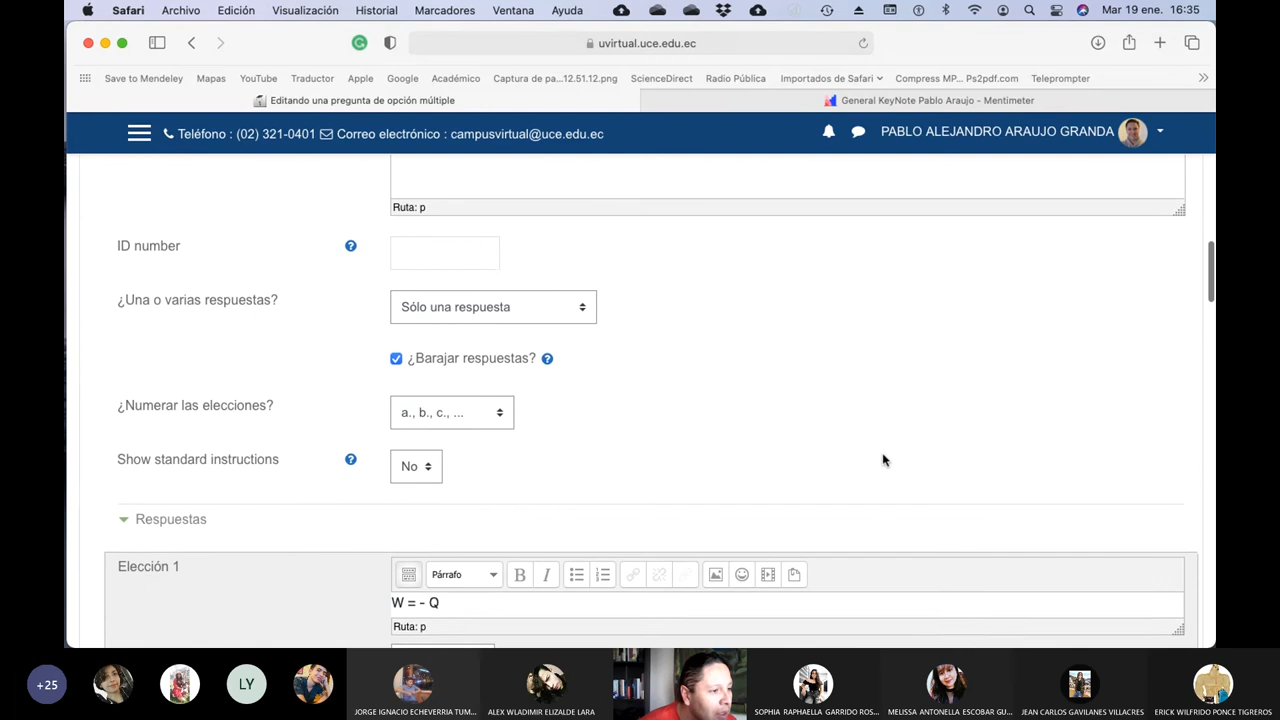 Safari Archivo Edición Visualización Historial Marcadores Ventana Ayuda Mar 19 ene. 16:35
uvirtual.uce.edu.ec
Save to Mendeley Mapas YouTube Traductor Apple Google Académico Captura de pa...12.51.12.png ScienceDirect Radio Pública Importados de Safari Compress MP... Ps2pdf.com Teleprompter
Editando una pregunta de opción múltiple General KeyNote Pablo Araujo - Mentimeter
Teléfono : (02) 321-0401 Correo electrónico : campusvirtual@uce.edu.ec PABLO ALEJANDRO ARAUJO GRANDA
Ruta: p
ID number
¿Una o varias respuestas? Sólo una respuesta
¿Barajar respuestas?
¿Numerar las elecciones? a., b., c., ...
Show standard instructions No
Respuestas
Elección 1 Párrafo B I
W = - Q
Ruta: p
+25 LY
JORGE IGNACIO ECHEVERRIA TUM... ALEX WLADIMIR ELIZALDE LARA SOPHIA RAPHAELLA GARRIDO ROS... MELISSA ANTONELLA ESCOBAR GU... JEAN CARLOS GAVILANES VILLACRES ERICK WILFRIDO PONCE TIGREROS